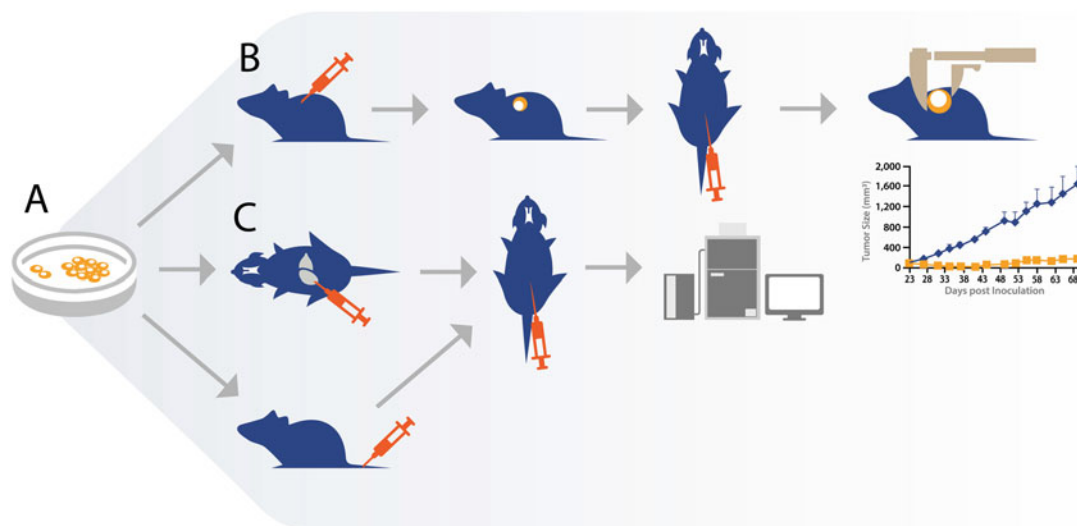 B
A
C
2,000
1,600
1,200
800
400
0
Tumor Size (mm³)
23 28 33 38 43 48 53 58 63 68
Days post Inoculation